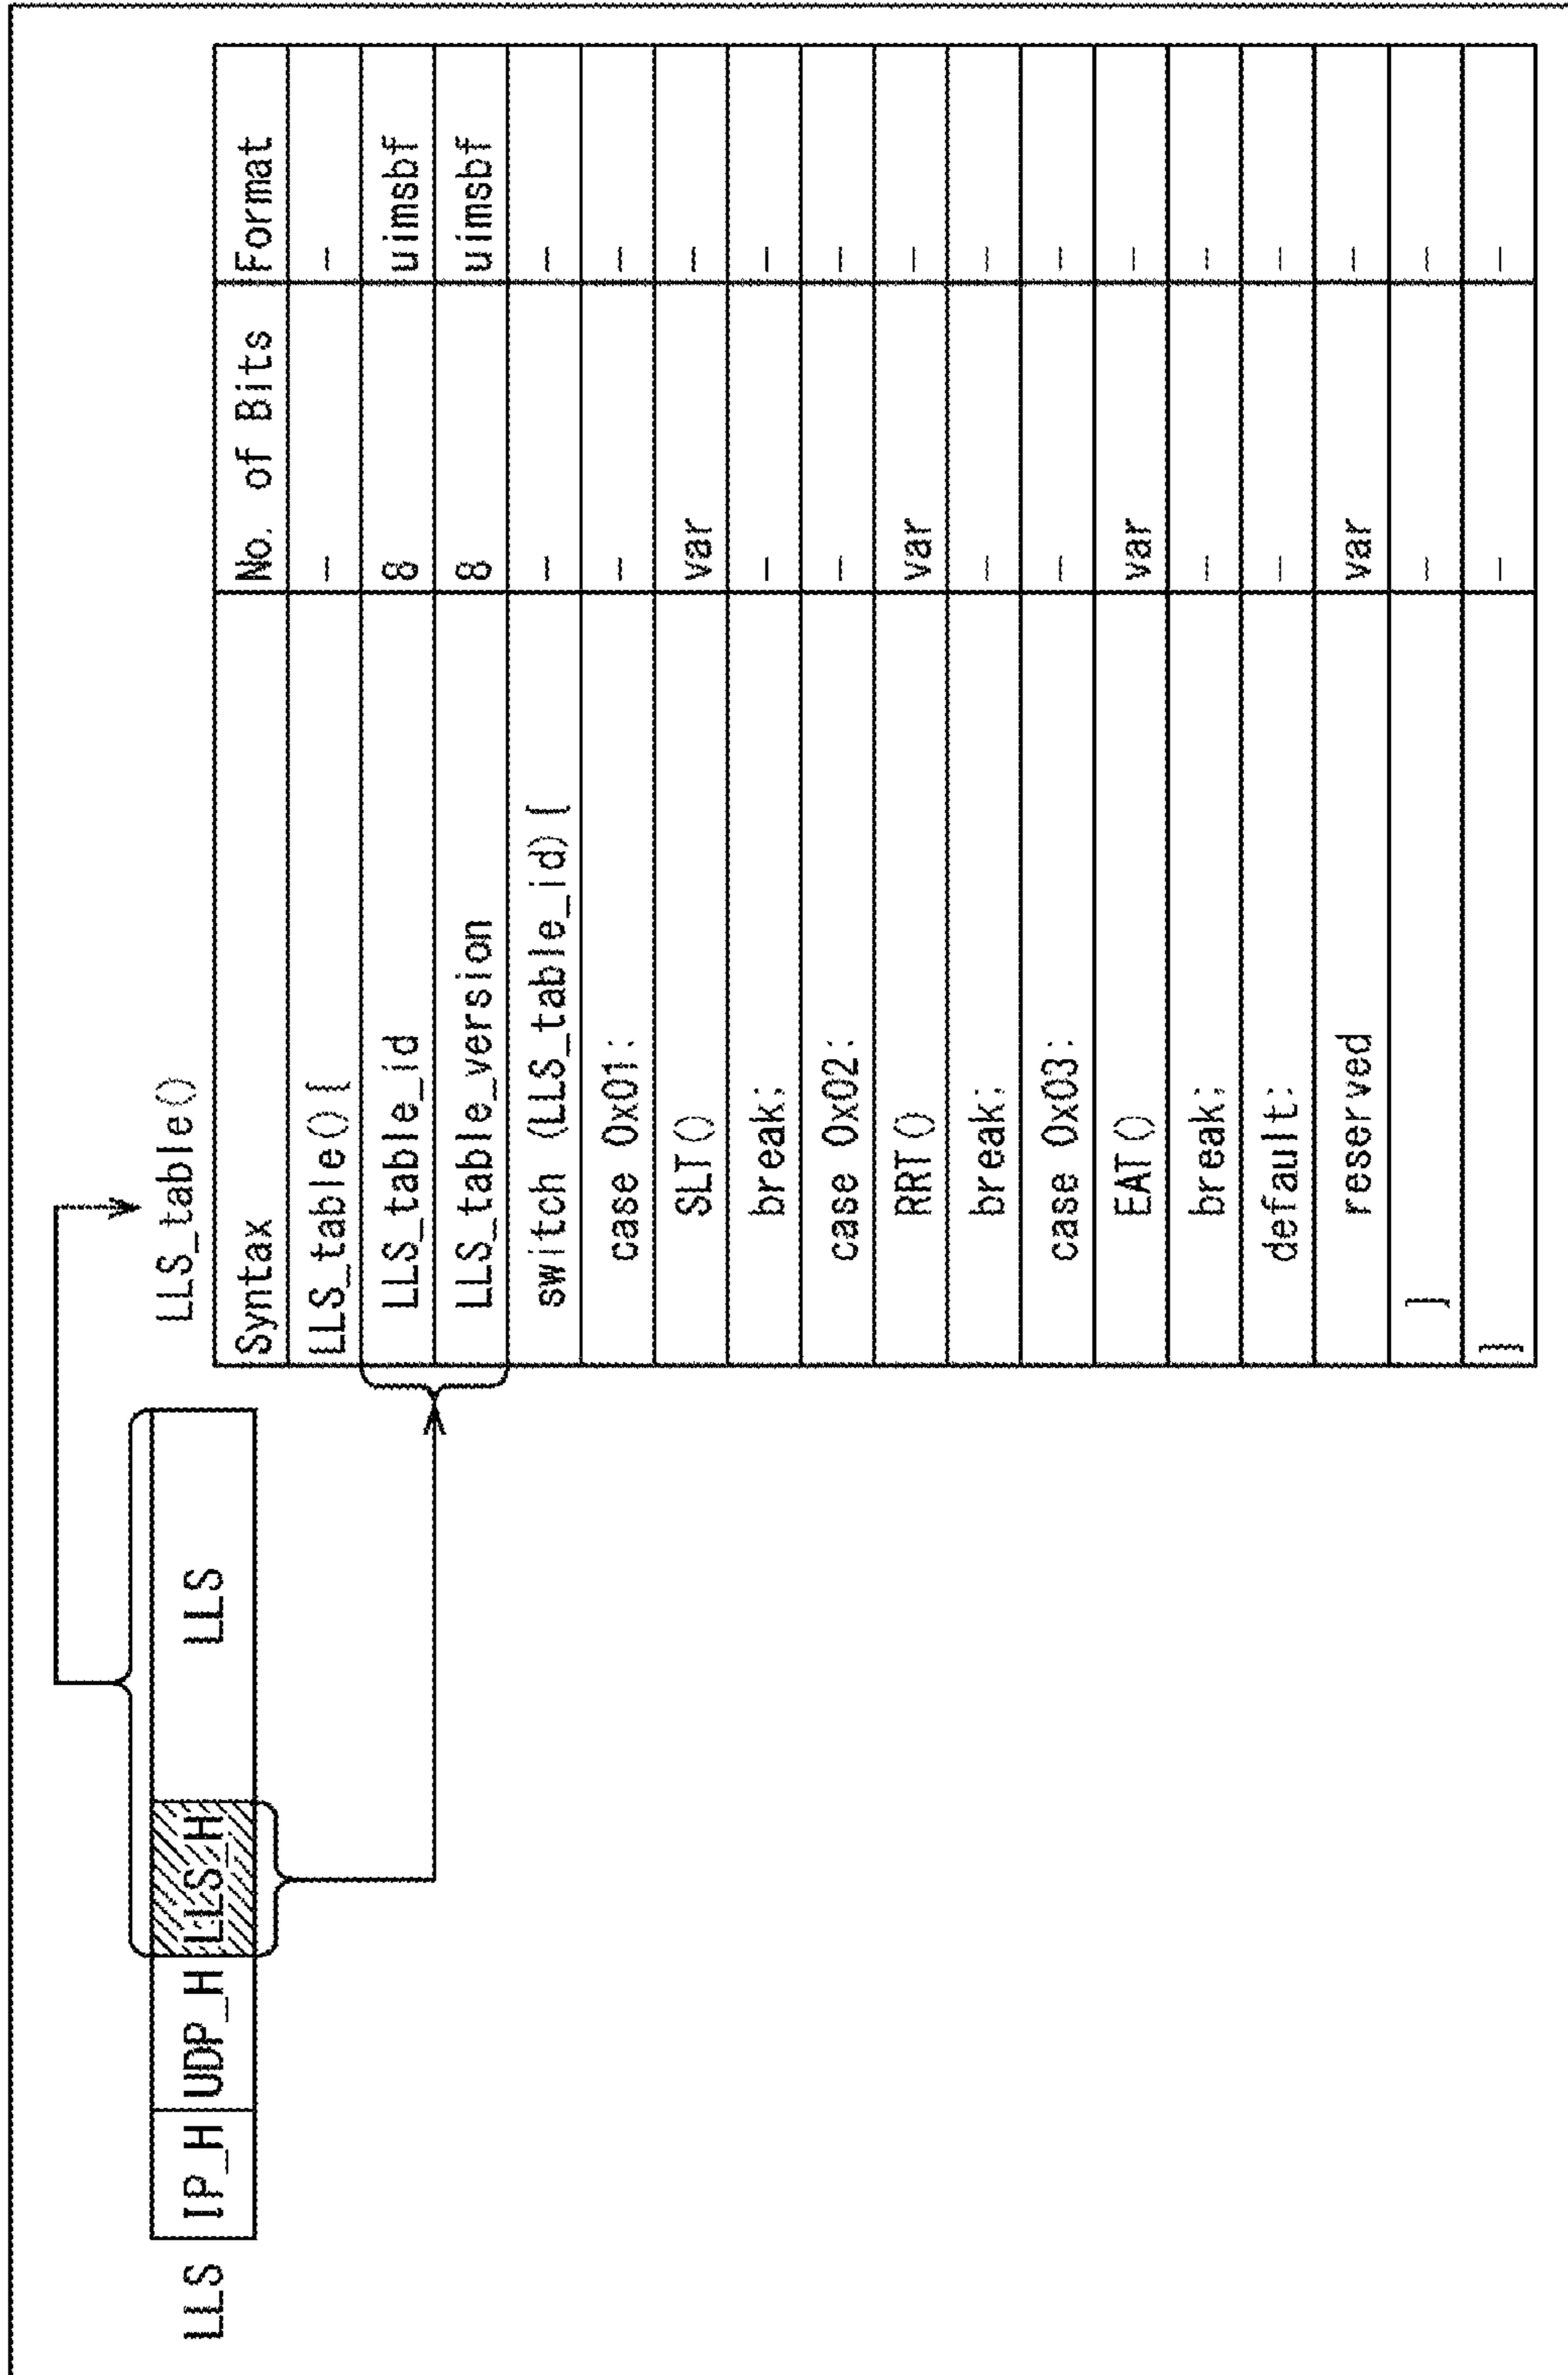 LLS IP_H UDP_H LLS_H LLS
LLS_table()
Syntax No. of Bits Format
LLS_table() { - -
LLS_table_id 8 uimsbf
LLS_table_version 8 uimsbf
switch (LLS_table_id) { - -
case 0x01: - -
SLT() var -
break; - -
case 0x02: - -
RRT() var -
break; - -
case 0x03: - -
EAT() var -
break; - -
default: - -
reserved var -
} - -
} - -